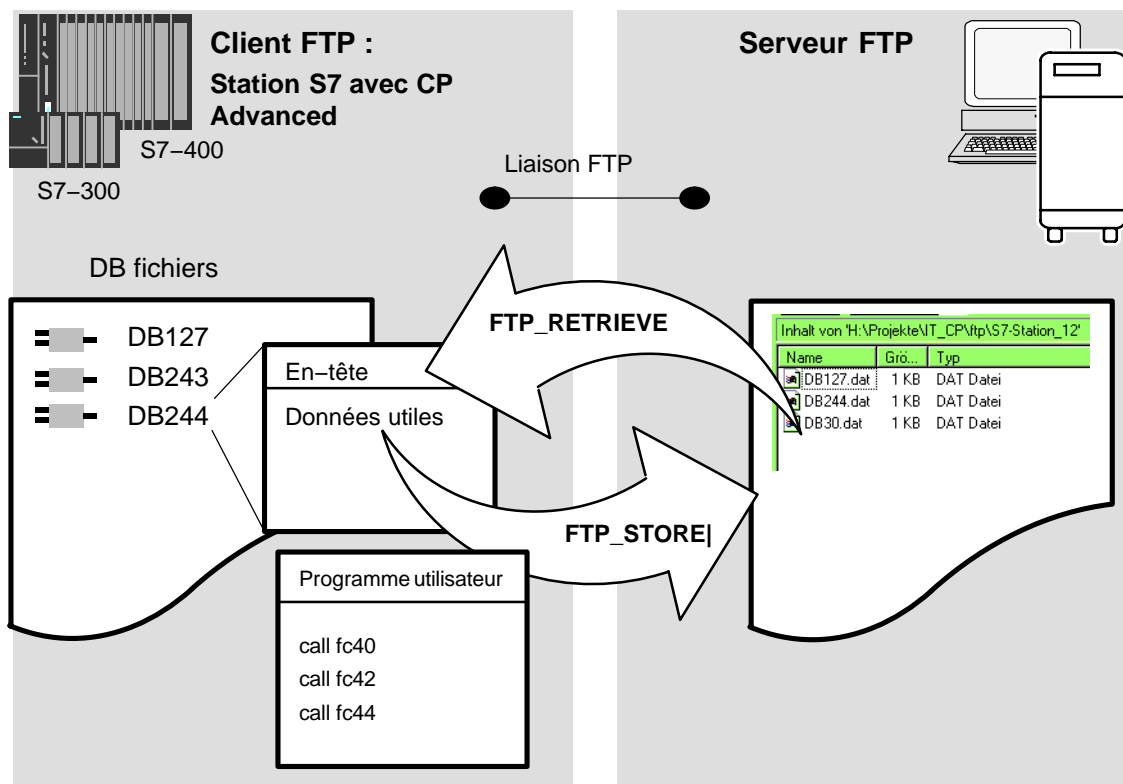 Client FTP :
Station S7 avec CP
Advanced
S7–400
S7–300
Serveur FTP
Liaison FTP
DB fichiers
DB127
DB243
DB244
En–tête
Données utiles
FTP_RETRIEVE
FTP_STORE|
Programme utilisateur
call fc40
call fc42
call fc44
Inhalt von 'H:\Projekte\IT_CP\ftp\S7-Station_12'
Name Grö... Typ
DB127.dat 1 KB DAT Datei
DB244.dat 1 KB DAT Datei
DB30.dat 1 KB DAT Datei